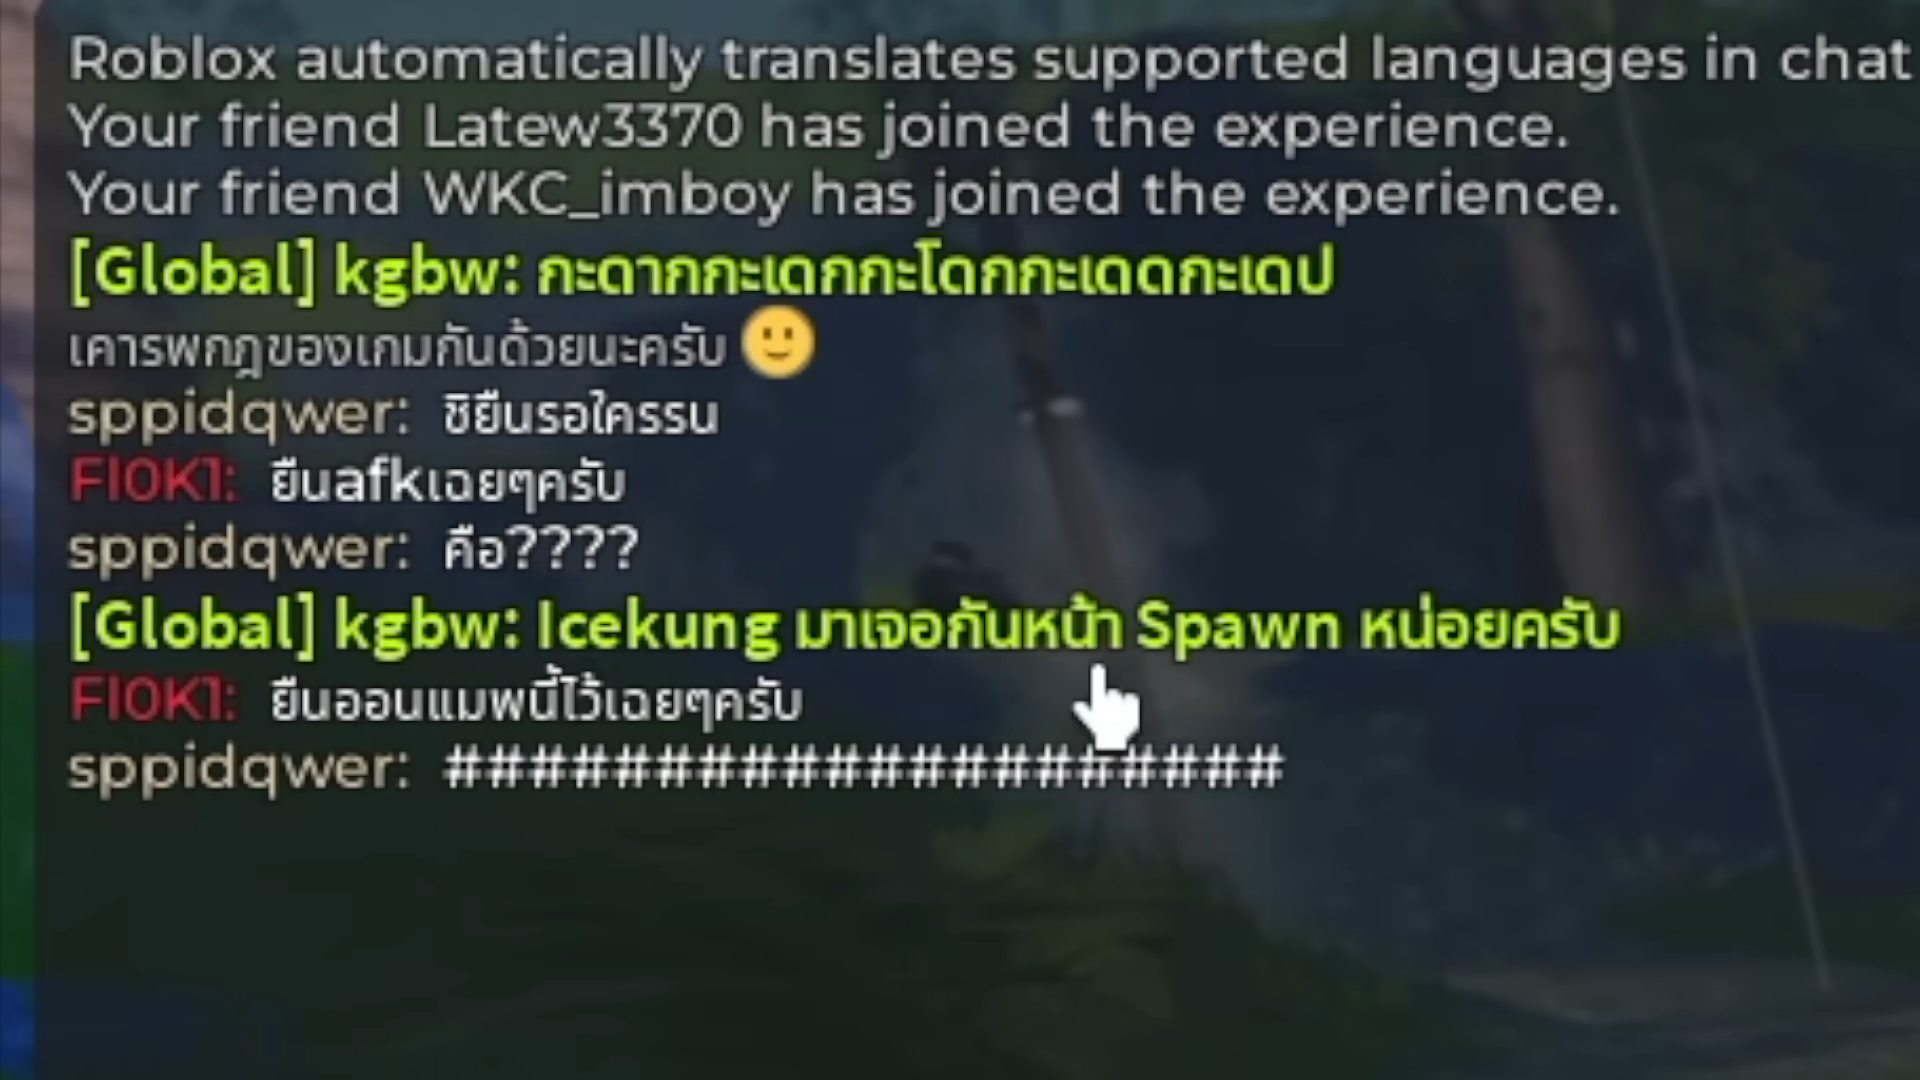 Roblox automatically translates supported languages in chat
Your friend Latew3370 has joined the experience.
Your friend WKC_imboy has joined the experience.
[Global] kgbw: กะดากกะเดกกะโดกกะเดดกะเดป
เคารพกฎของเกมกันด้วยนะครับ 🙂
sppidqwer: ชิยืนรอใครรน
FI0K1: ยืนafkเฉยๆครับ
sppidqwer: คือ????
[Global] kgbw: Icekung มาเจอกันหน้า Spawn หน่อยครับ
FI0K1: ยืนออนแมพนี้ไว้เฉยๆครับ
sppidqwer: ####################